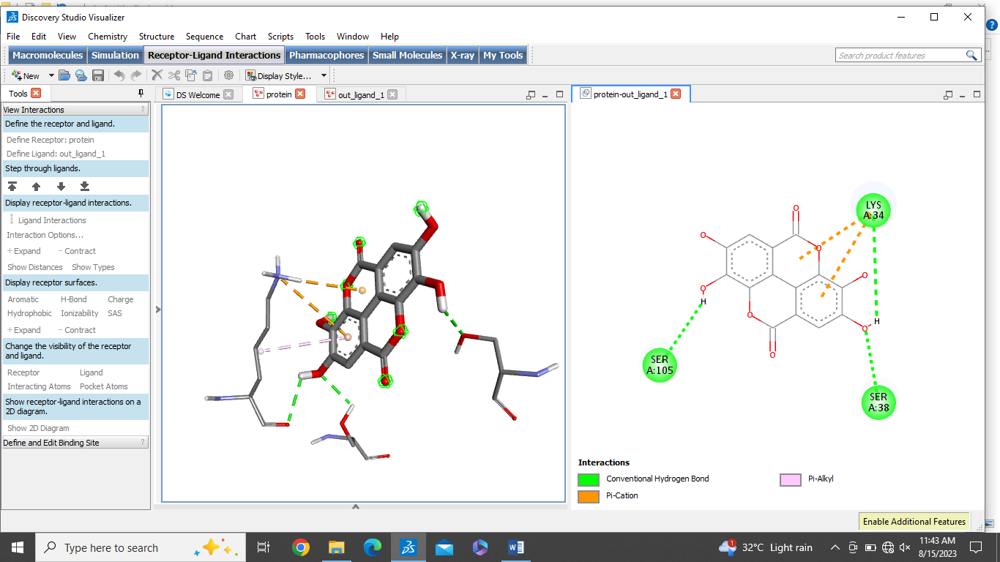 Discovery Studio Visualizer
File Edit View Chemistry Structure Sequence Chart Scripts Tools Window Help
Macromolecules Simulation Receptor-Ligand Interactions Pharmacophores Small Molecules X-ray My Tools
Search product features
New Display Style...
Tools
DS Welcome protein out_ligand_1
protein-out_ligand_1
View Interactions ?
Define the receptor and ligand.
Define Receptor: protein
Define Ligand: out_ligand_1
Step through ligands.
Display receptor-ligand interactions.
Ligand Interactions
Interaction Options...
+ Expand − Contract
Show Distances Show Types
Display receptor surfaces.
Aromatic H-Bond Charge
Hydrophobic Ionizability SAS
+ Expand − Contract
Change the visibility of the receptor
and ligand.
Receptor Ligand
Interacting Atoms Pocket Atoms
Show receptor-ligand interactions on a
2D diagram.
Show 2D Diagram
Define and Edit Binding Site ?
LYS
A:34
O
O
O
O
O
H
O
O
H
O
SER
A:105
SER
A:38
Interactions
Conventional Hydrogen Bond
Pi-Cation
Pi-Alkyl
Enable Additional Features
Type here to search
1
32°C Light rain
11:43 AM
8/15/2023